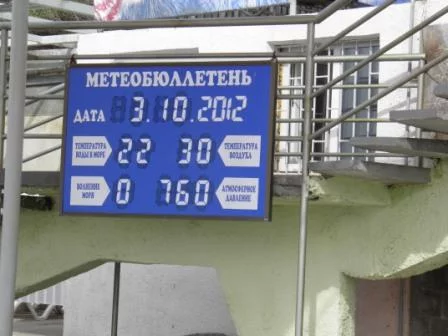 МЕТЕОБЮЛЛЕТЕНЬ
ДАТА 3.10.2012
ТЕМПЕРАТУРА ВОДЫ В МОРЕ 22 30 ТЕМПЕРАТУРА ВОЗДУХА
ВОЛНЕНИЕ МОРЯ 0 760 АТМОСФЕРНОЕ ДАВЛЕНИЕ